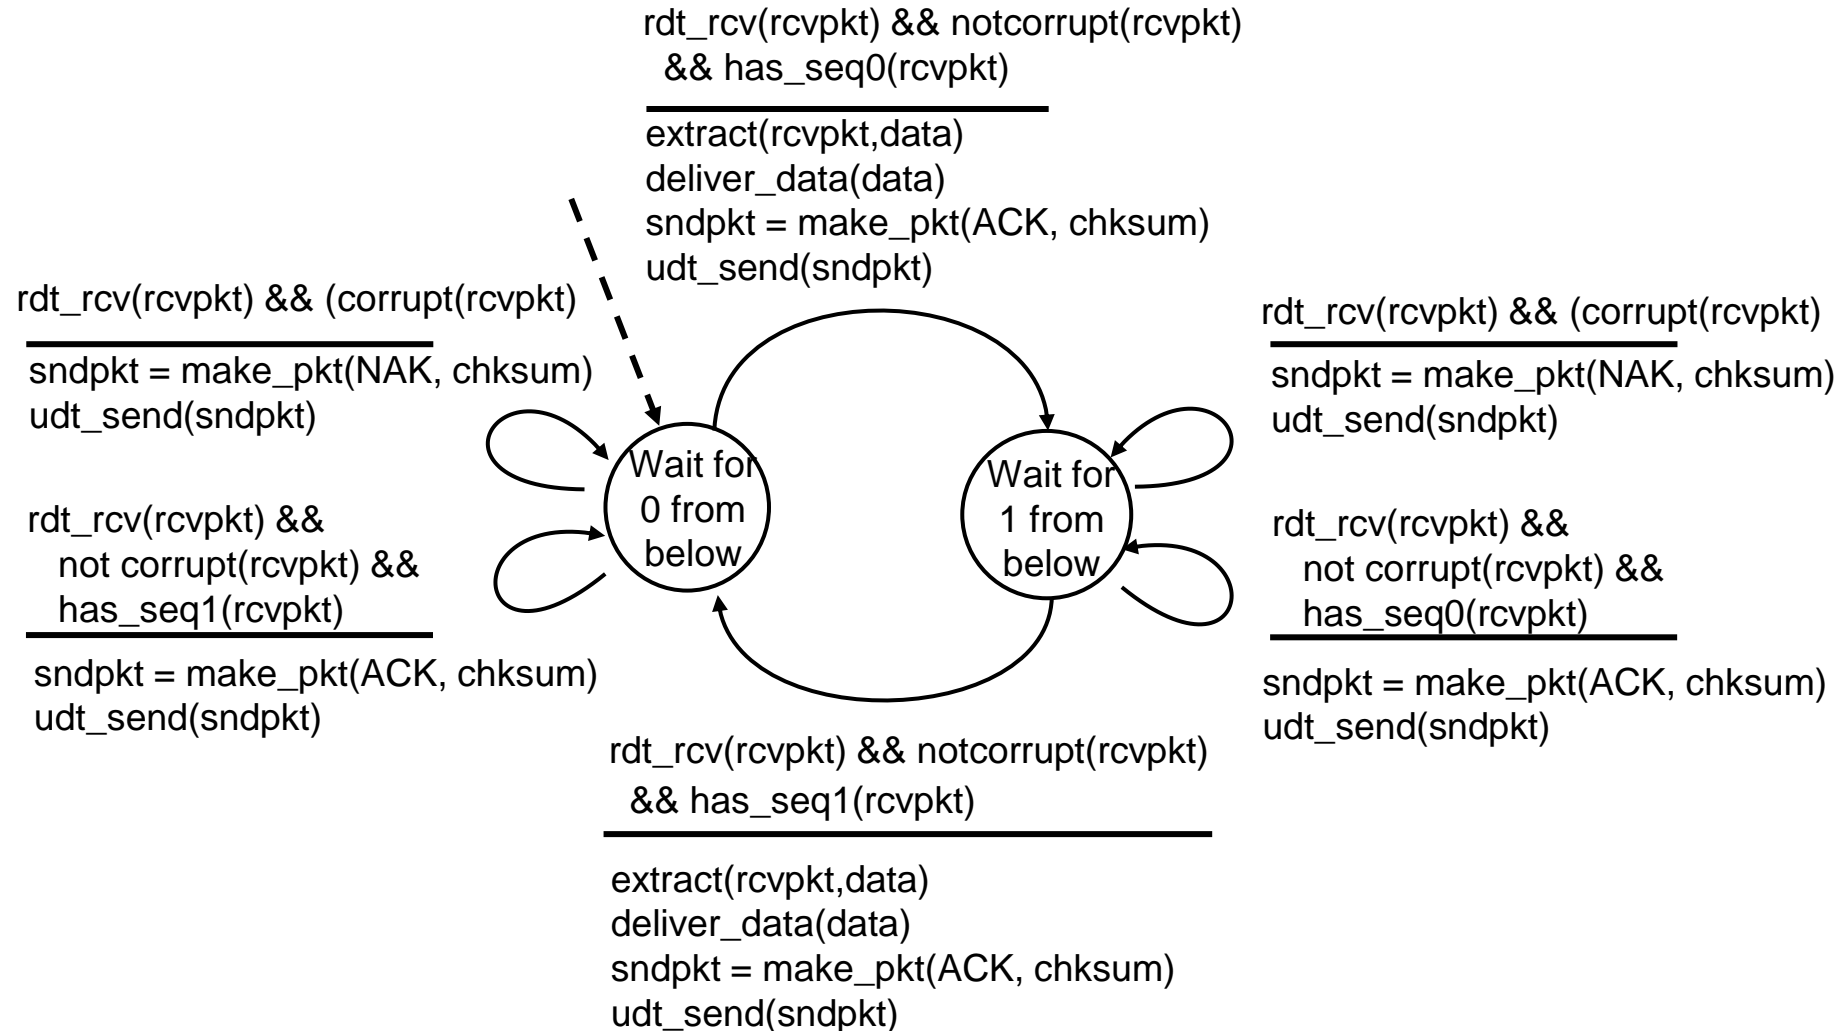 rdt_rcv(rcvpkt) && notcorrupt(rcvpkt)
&& has_seq0(rcvpkt)
extract(rcvpkt,data)
deliver_data(data)
sndpkt = make_pkt(ACK, chksum)
udt_send(sndpkt)
rdt_rcv(rcvpkt) && (corrupt(rcvpkt)
sndpkt = make_pkt(NAK, chksum)
udt_send(sndpkt)
rdt_rcv(rcvpkt) &&
not corrupt(rcvpkt) &&
has_seq1(rcvpkt)
sndpkt = make_pkt(ACK, chksum)
udt_send(sndpkt)
Wait for
0 from
below
Wait for
1 from
below
rdt_rcv(rcvpkt) && (corrupt(rcvpkt)
sndpkt = make_pkt(NAK, chksum)
udt_send(sndpkt)
rdt_rcv(rcvpkt) &&
not corrupt(rcvpkt) &&
has_seq0(rcvpkt)
sndpkt = make_pkt(ACK, chksum)
udt_send(sndpkt)
rdt_rcv(rcvpkt) && notcorrupt(rcvpkt)
&& has_seq1(rcvpkt)
extract(rcvpkt,data)
deliver_data(data)
sndpkt = make_pkt(ACK, chksum)
udt_send(sndpkt)